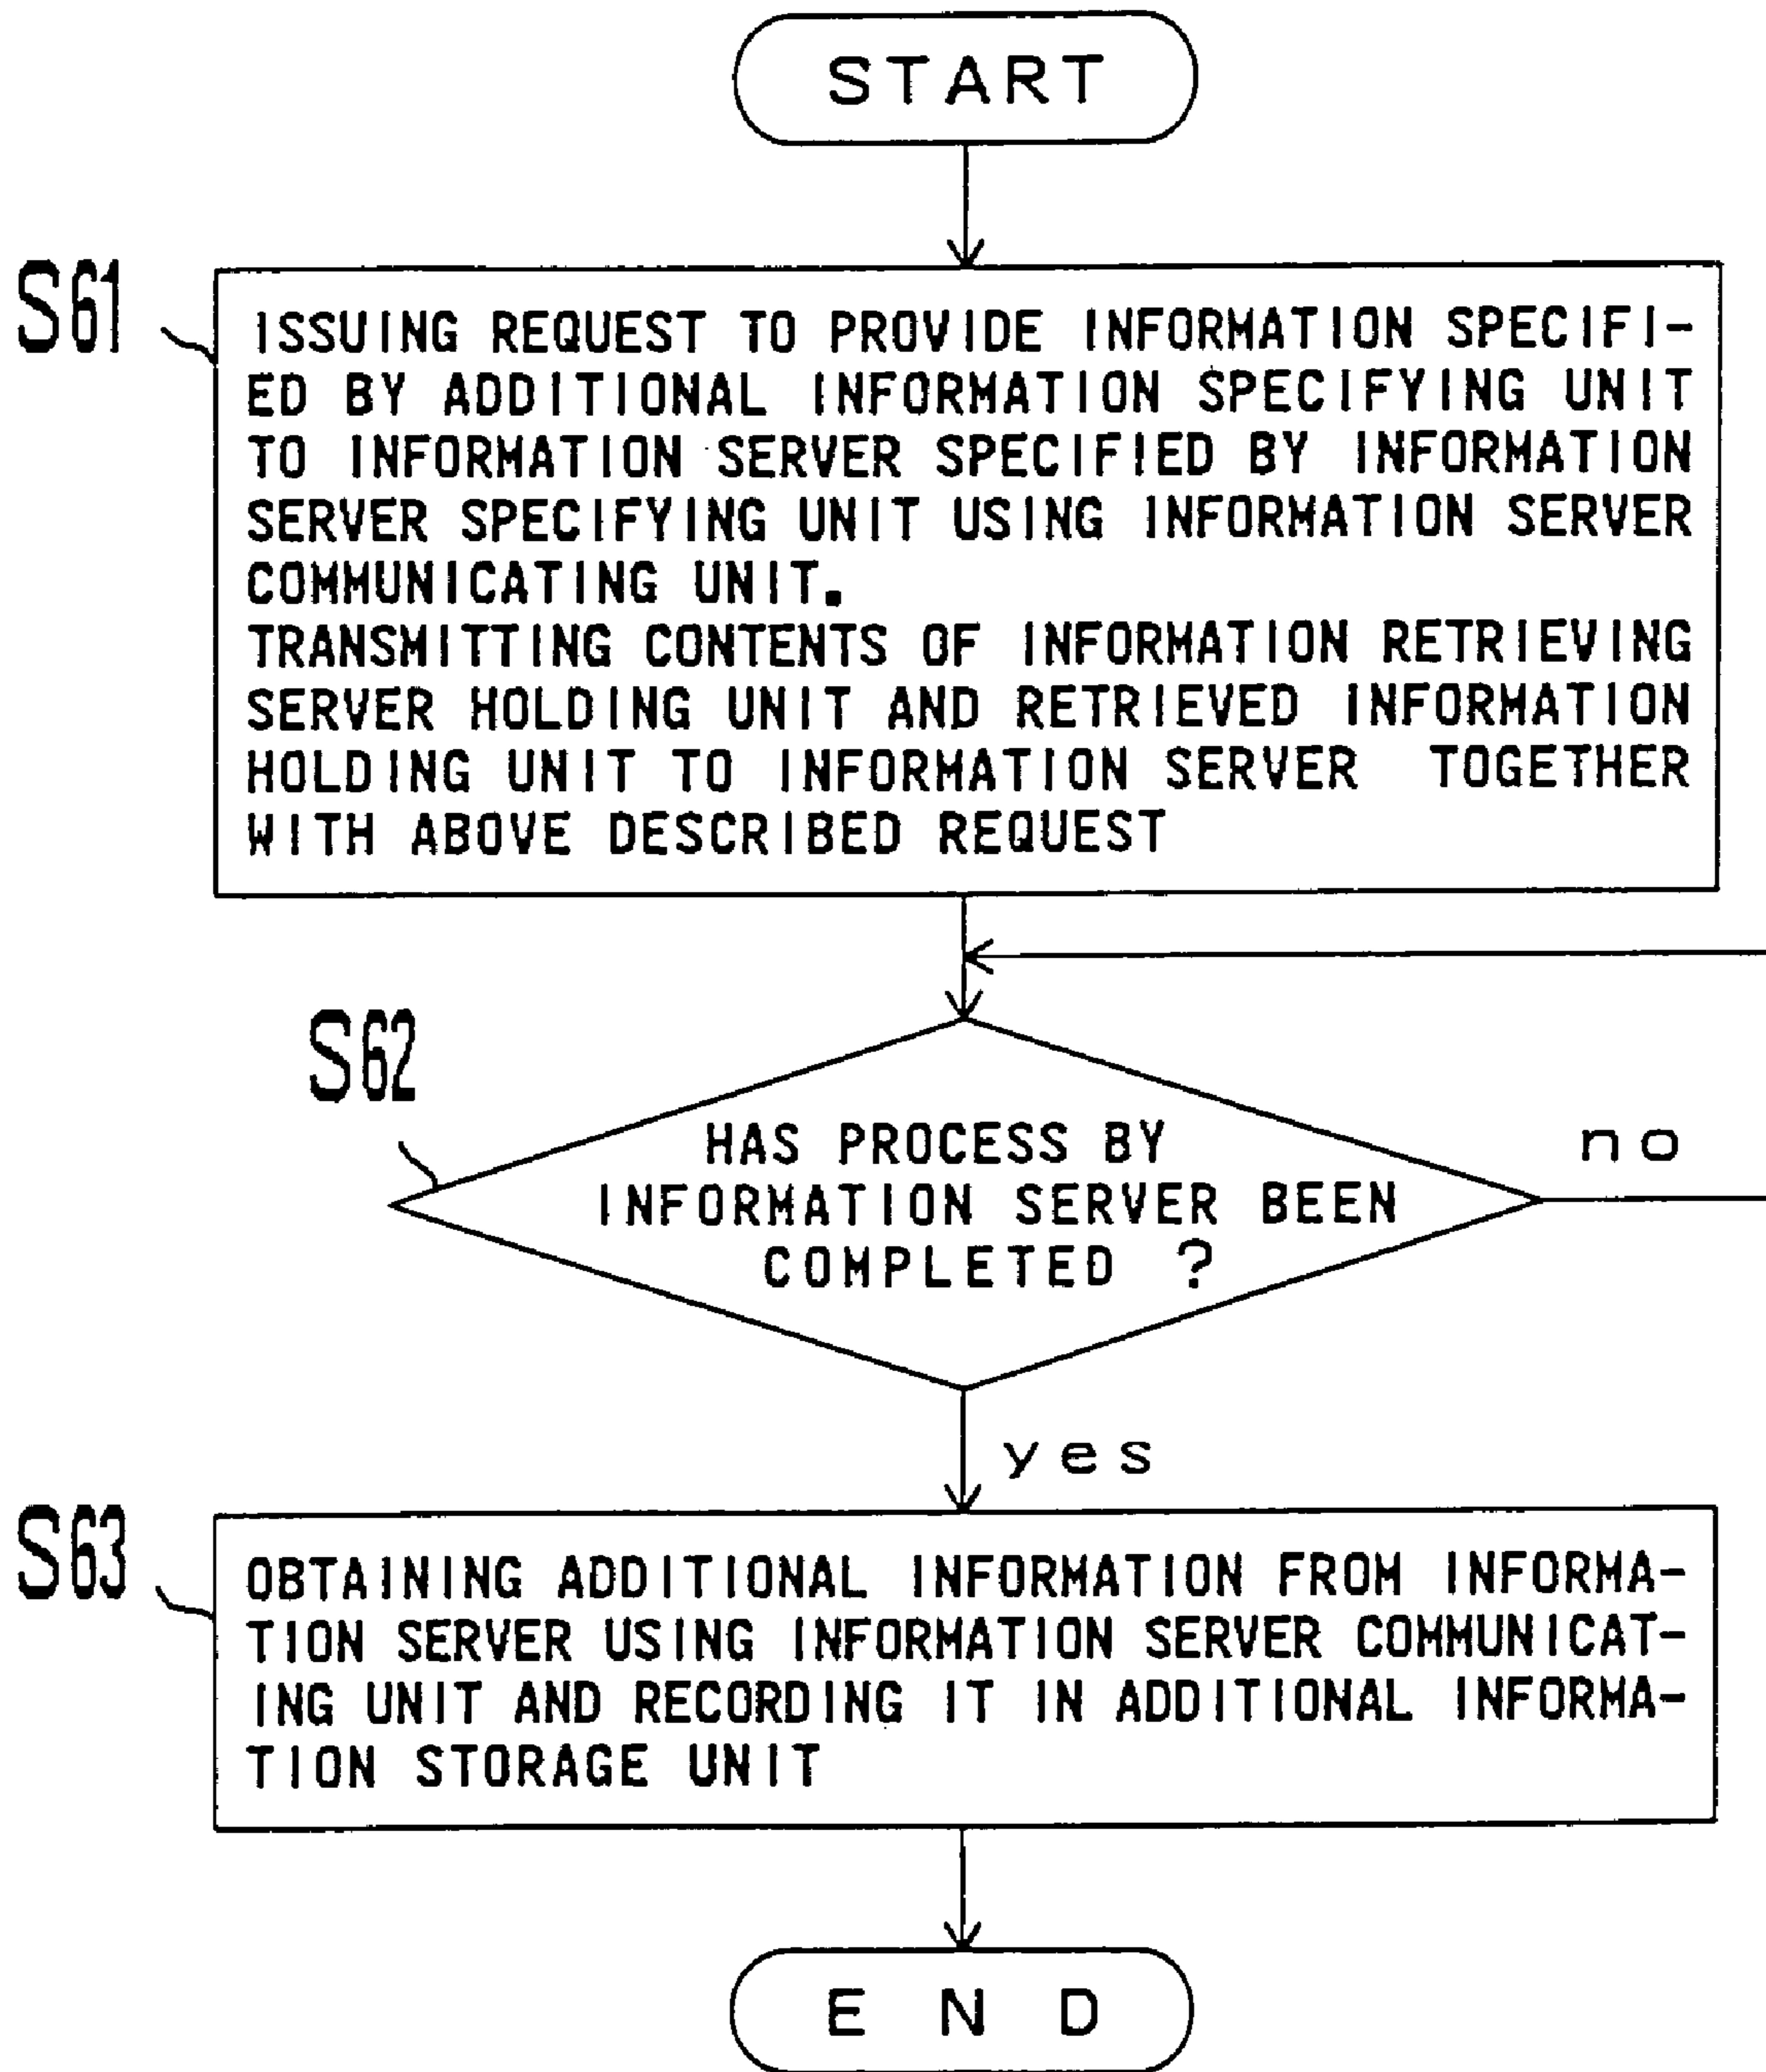 START
S61
ISSUING REQUEST TO PROVIDE INFORMATION SPECIFI-
ED BY ADDITIONAL INFORMATION SPECIFYING UNIT
TO INFORMATION SERVER SPECIFIED BY INFORMATION
SERVER SPECIFYING UNIT USING INFORMATION SERVER
COMMUNICATING UNIT.
TRANSMITTING CONTENTS OF INFORMATION RETRIEVING
SERVER HOLDING UNIT AND RETRIEVED INFORMATION
HOLDING UNIT TO INFORMATION SERVER TOGETHER
WITH ABOVE DESCRIBED REQUEST
S62
HAS PROCESS BY
INFORMATION SERVER BEEN
COMPLETED ?
no
yes
S63
OBTAINING ADDITIONAL INFORMATION FROM INFORMA-
TION SERVER USING INFORMATION SERVER COMMUNICAT-
ING UNIT AND RECORDING IT IN ADDITIONAL INFORMA-
TION STORAGE UNIT
END